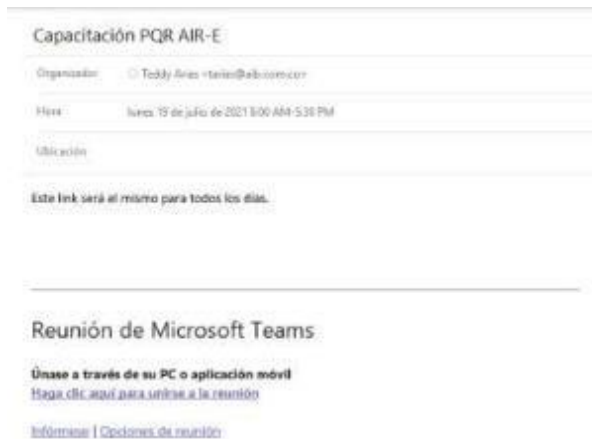 Capacitación PQR AIR-E
Organizador Teddy Arias
Hora lunes 19 de julio de 2021 8:00 AM-5:30 PM
Ubicación
Este link será el mismo para todos los días.
Reunión de Microsoft Teams
Únase a través de su PC o aplicación móvil
Haga clic aquí para unirse a la reunión
Infórmese | Opciones de reunión